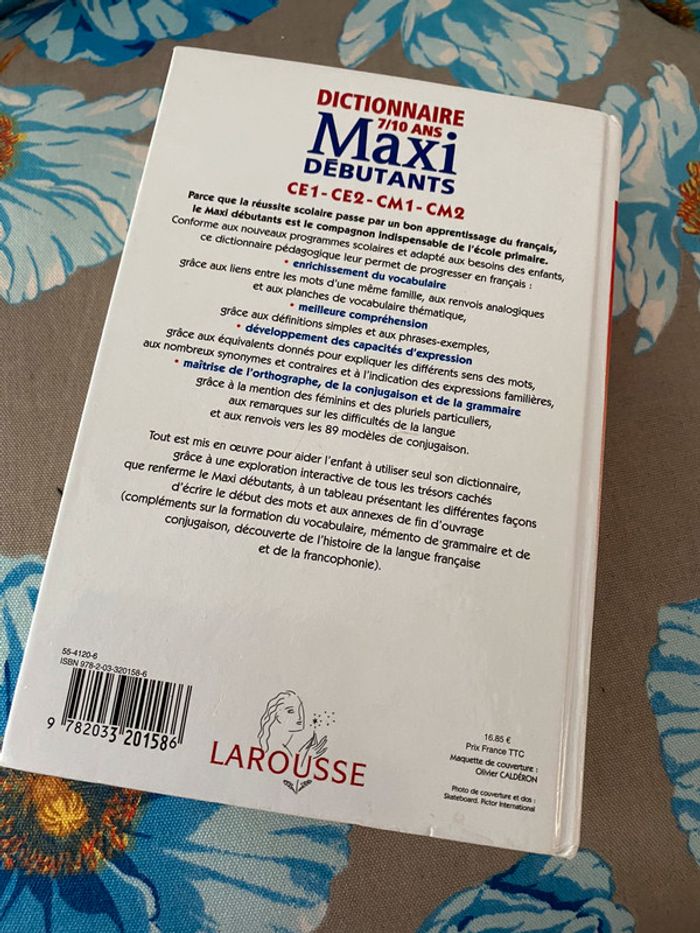 DICTIONNAIRE
7/10 ANS
Maxi
DÉBUTANTS
CE1 - CE2 - CM1 - CM2
Parce que la réussite scolaire passe par un bon apprentissage du français,
le Maxi débutants est le compagnon indispensable de l'école primaire.
Conforme aux nouveaux programmes scolaires et adapté aux besoins des enfants,
ce dictionnaire pédagogique leur permet de progresser en français :
• enrichissement du vocabulaire
grâce aux liens entre les mots d'une même famille, aux renvois analogiques
et aux planches de vocabulaire thématique,
• meilleure compréhension
grâce aux définitions simples et aux phrases-exemples,
• développement des capacités d'expression
grâce aux équivalents donnés pour expliquer les différents sens des mots,
aux nombreux synonymes et contraires et à l'indication des expressions familières,
• maîtrise de l'orthographe, de la conjugaison et de la grammaire
grâce à la mention des féminins et des pluriels particuliers,
aux remarques sur les difficultés de la langue
et aux renvois vers les 89 modèles de conjugaison.
Tout est mis en œuvre pour aider l'enfant à utiliser seul son dictionnaire,
grâce à une exploration interactive de tous les trésors cachés
que renferme le Maxi débutants, à un tableau présentant les différentes façons
d'écrire le début des mots et aux annexes de fin d'ouvrage
(compléments sur la formation du vocabulaire, mémento de grammaire et de
conjugaison, découverte de l'histoire de la langue française
et de la francophonie).
55-4120-6
ISBN 978-2-03-320158-6
9 782033 201586
LAROUSSE
16.85 €
Prix France TTC
Maquette de couverture :
Olivier CALDÉRON
Photo de couverture et dos :
Skateboard. Pictor International